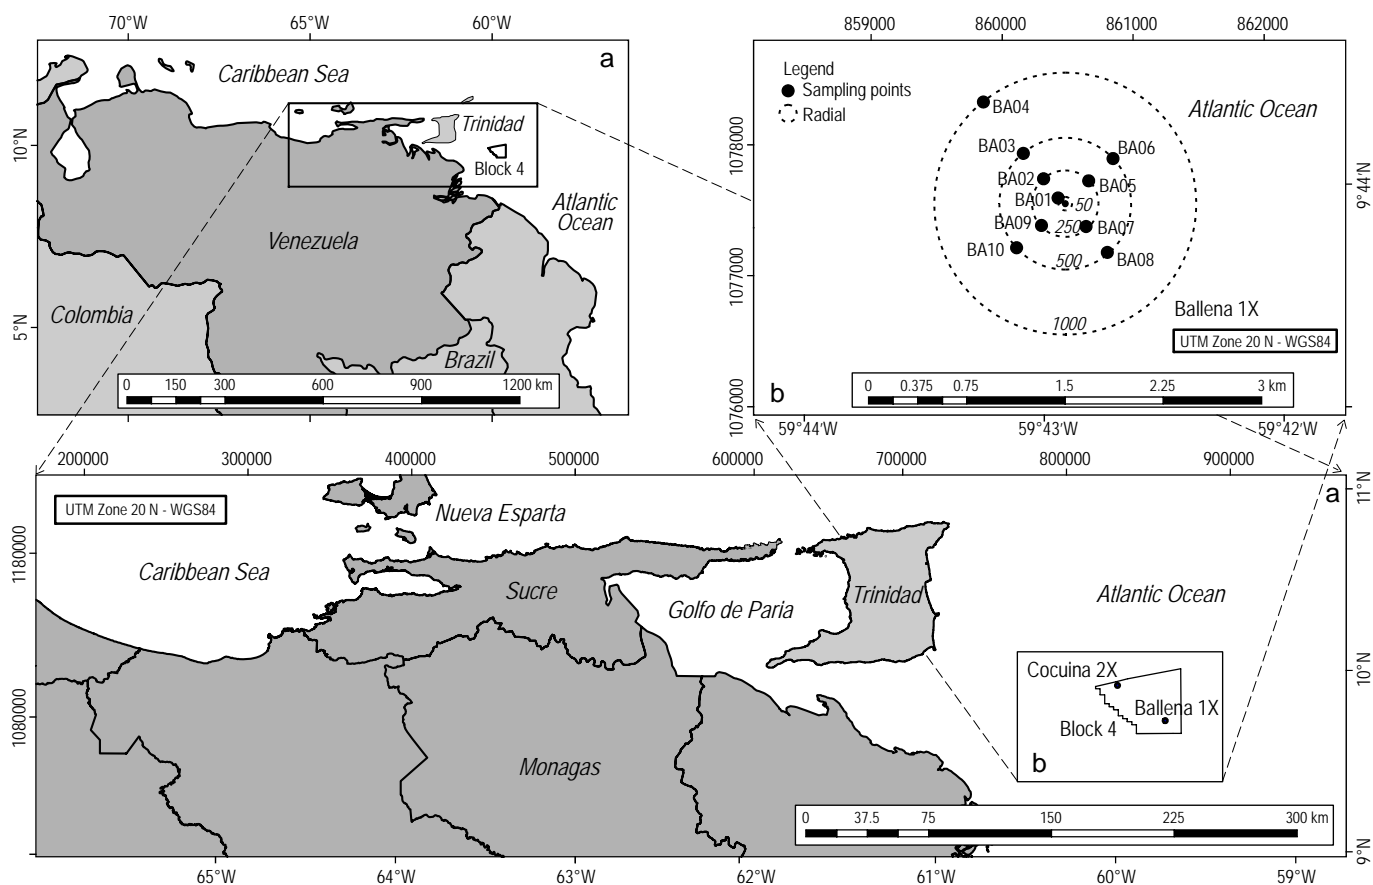 70°W
65°W
60°W
a
Caribbean Sea
Trinidad
Block 4
10°N
Atlantic
Ocean
Venezuela
Colombia
5°N
Brazil
0
150
300
600
900
1200 km
859000
860000
861000
862000
Legend
Sampling points
Radial
BA04
Atlantic Ocean
1078000
BA03
BA06
9°44'N
BA02
BA05
BA01
50
BA09
250
BA07
BA10
500
BA08
1077000
Ballena 1X
1000
UTM Zone 20 N - WGS84
b
0
0.375
0.75
1.5
2.25
3 km
1076000
59°44'W
59°43'W
59°42'W
200000
300000
400000
500000
600000
700000
800000
900000
a
11°N
UTM Zone 20 N - WGS84
Nueva Esparta
1180000
Caribbean Sea
Sucre
Golfo de Paria
Trinidad
Atlantic Ocean
10°N
Cocuina 2X
Ballena 1X
Block 4
b
1080000
Monagas
0
37.5
75
150
225
300 km
9°N
65°W
64°W
63°W
62°W
61°W
60°W
59°W